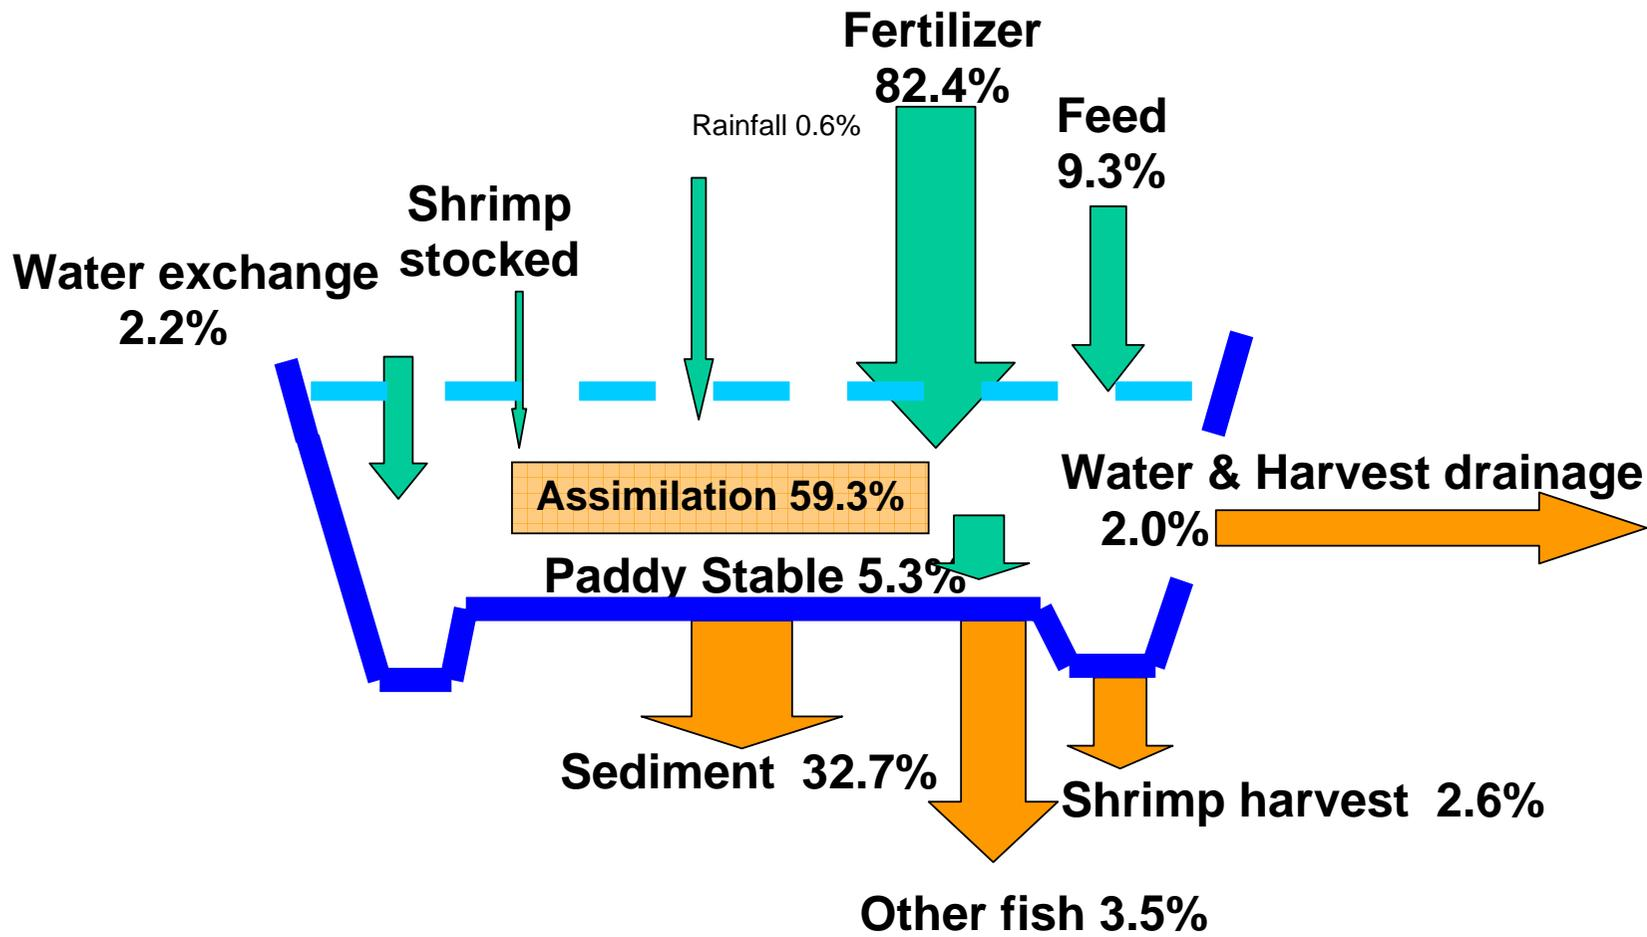 Fertilizer
82.4%
Rainfall 0.6%
Feed
9.3%
Shrimp
stocked
Water exchange
2.2%
Assimilation 59.3%
Water & Harvest drainage
2.0%
Paddy Stable 5.3%
Sediment 32.7%
Shrimp harvest 2.6%
Other fish 3.5%